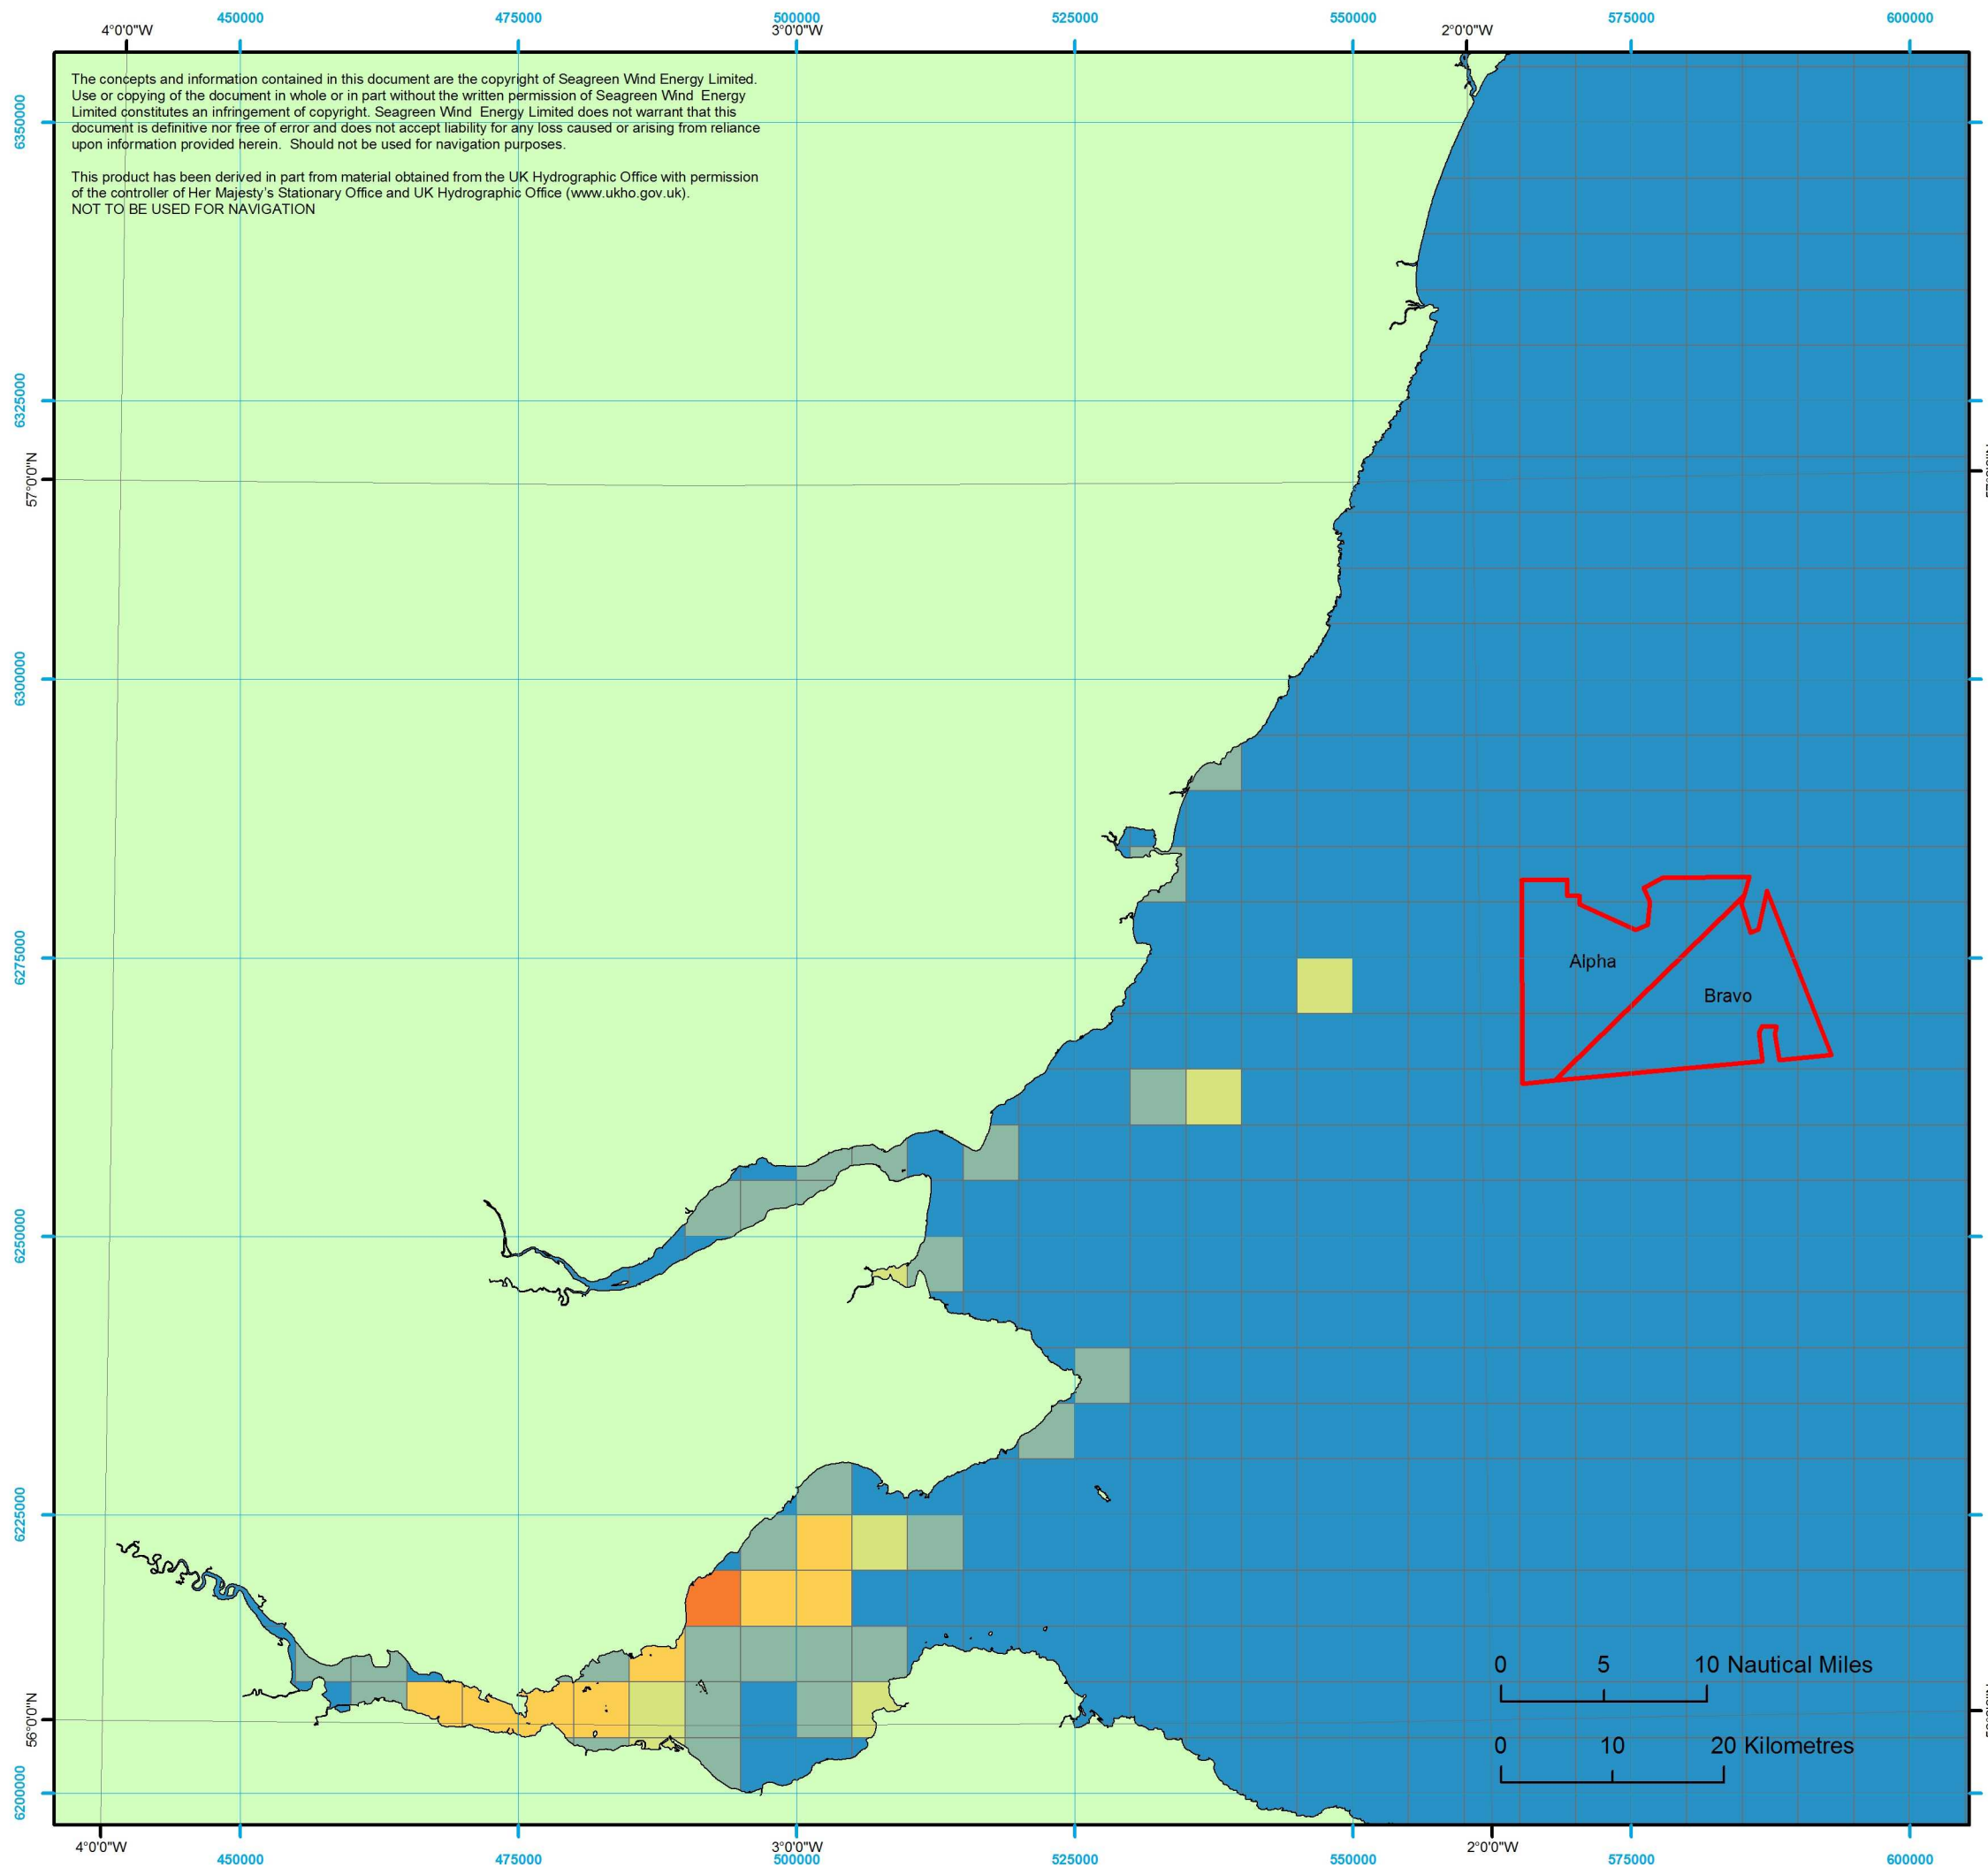 450000 475000 500000 525000 550000 575000 600000
4°0'0"W 3°0'0"W 2°0'0"W
The concepts and information contained in this document are the copyright of Seagreen Wind Energy Limited.
Use or copying of the document in whole or in part without the written permission of Seagreen Wind Energy
Limited constitutes an infringement of copyright. Seagreen Wind Energy Limited does not warrant that this
document is definitive nor free of error and does not accept liability for any loss caused or arising from reliance
upon information provided herein. Should not be used for navigation purposes.
This product has been derived in part from material obtained from the UK Hydrographic Office with permission
of the controller of Her Majesty's Stationary Office and UK Hydrographic Office (www.ukho.gov.uk).
NOT TO BE USED FOR NAVIGATION
6350000
6325000
57°0'0"N
6300000
6275000
Alpha
Bravo
6250000
6225000
56°0'0"N
6200000
0 5 10 Nautical Miles
0 10 20 Kilometres
4°0'0"W 3°0'0"W 2°0'0"W
450000 475000 500000 525000 550000 575000 600000